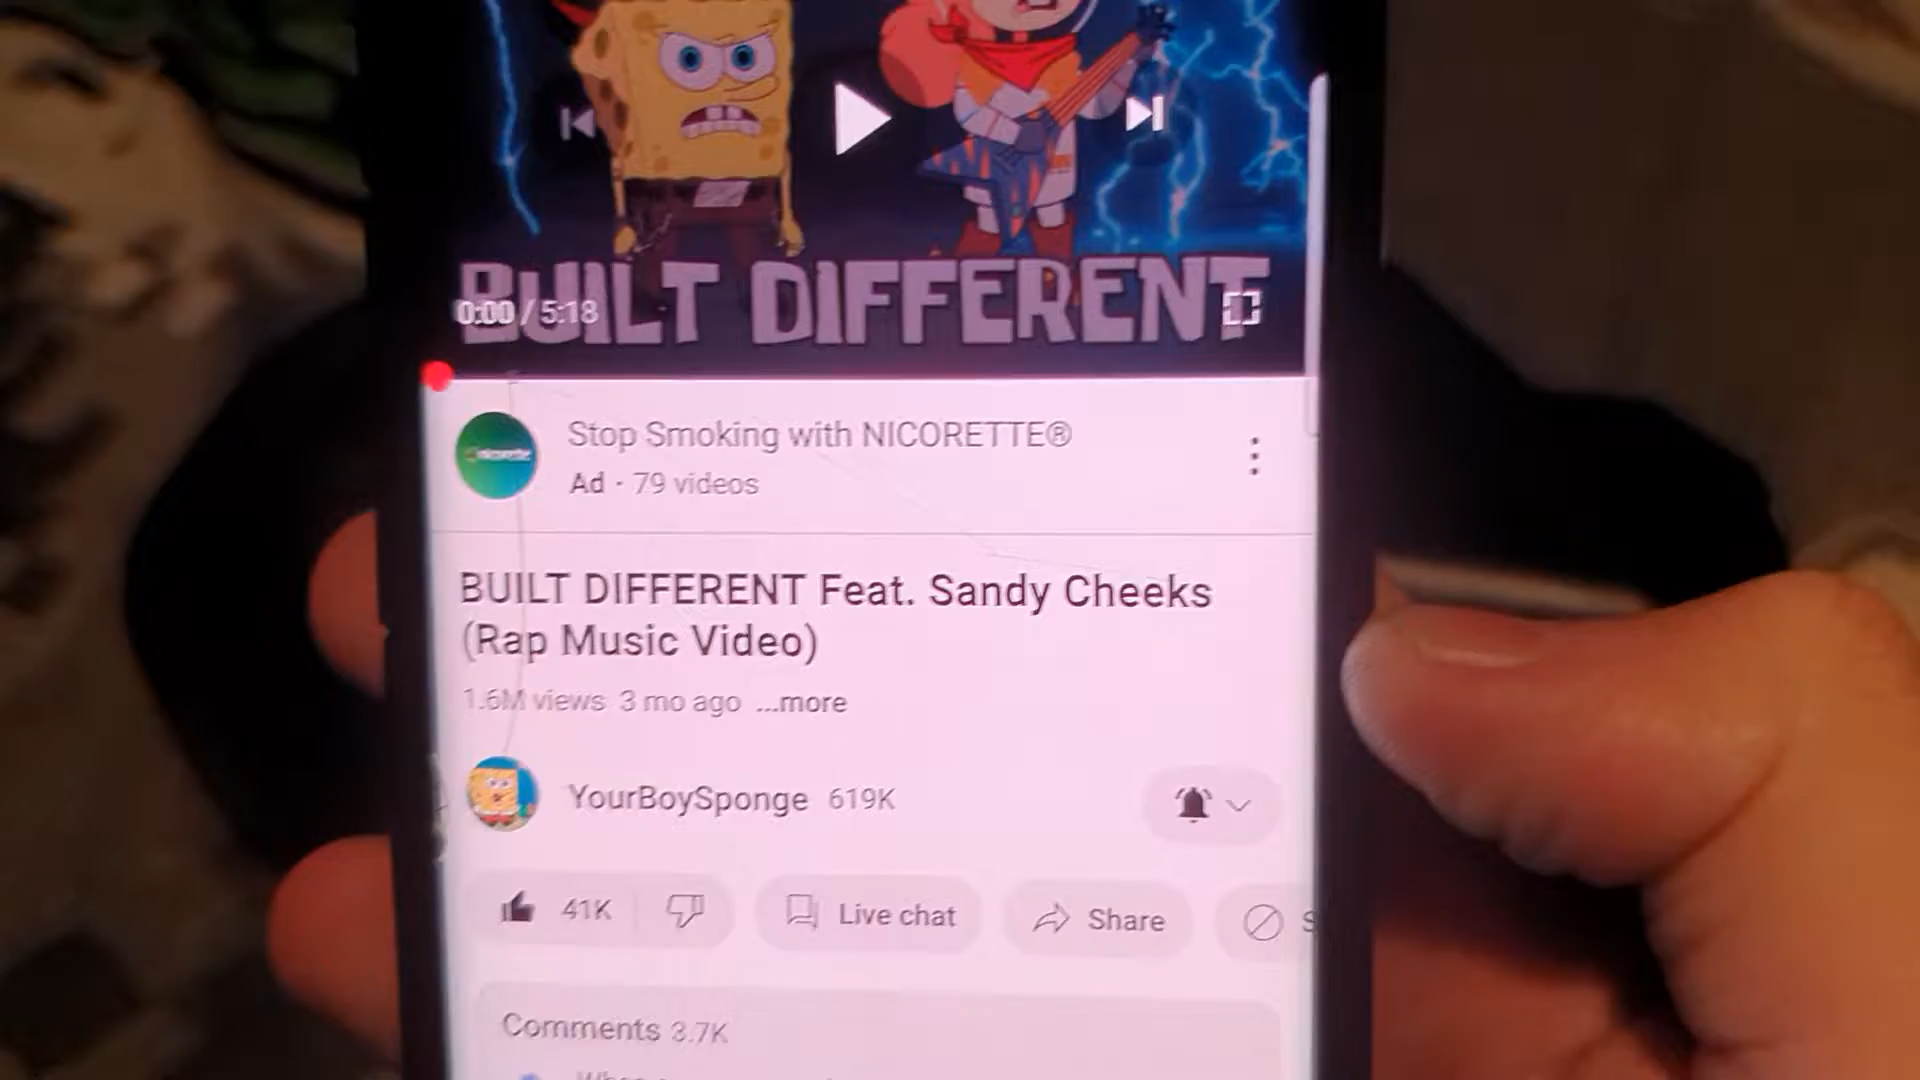 BUILT DIFFERENT
0:00 / 5:18
nicorette
Stop Smoking with NICORETTE®
Ad · 79 videos
BUILT DIFFERENT Feat. Sandy Cheeks
(Rap Music Video)
1.6M views 3 mo ago ...more
YourBoySponge 619K
41K
Live chat
Share
S
Comments 3.7K